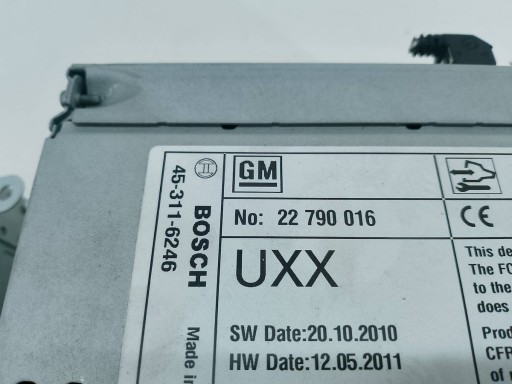 45-311-6246
BOSCH
Made in
GM
No: 22 790 016
CE
UXX
SW Date:20.10.2010
HW Date:12.05.2011
This de
The FC
to the
does
Prod
CFR
of